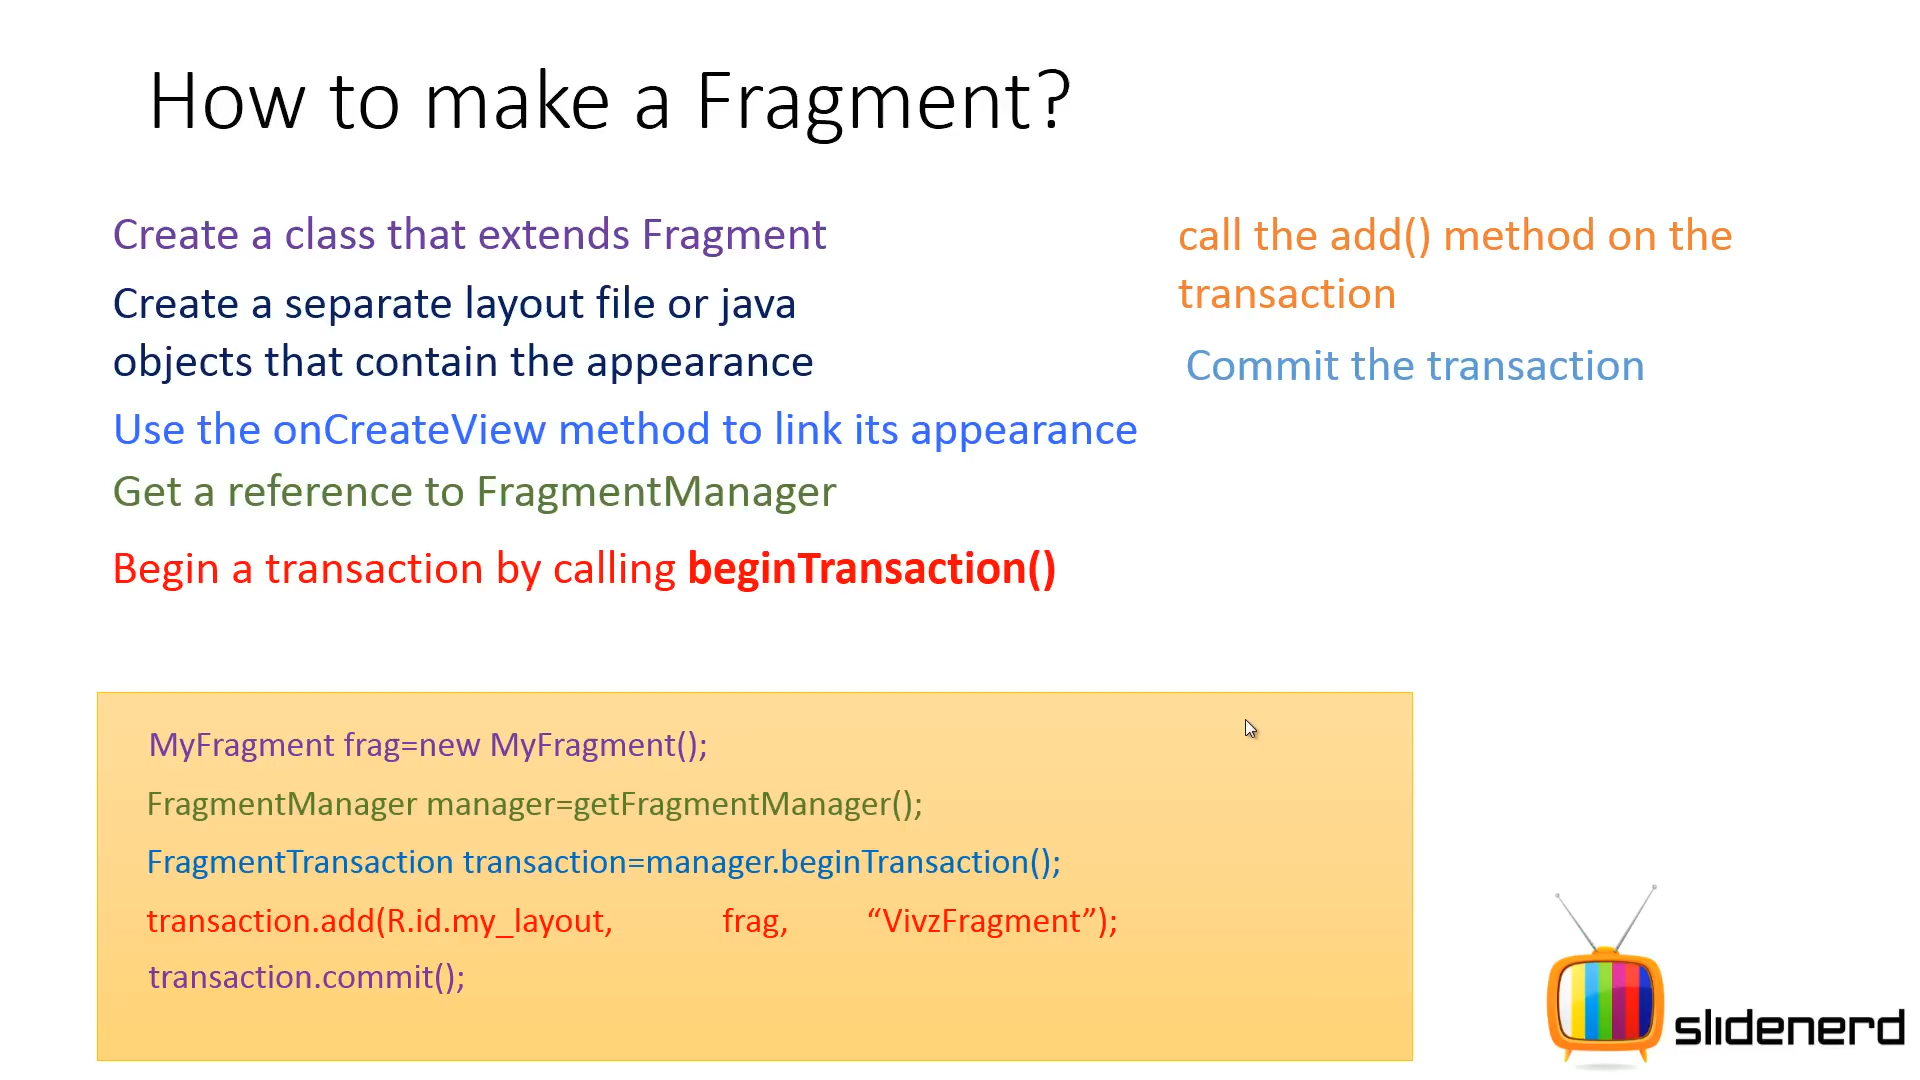 How to make a Fragment?
Create a class that extends Fragment
Create a separate layout file or java
objects that contain the appearance
Use the onCreateView method to link its appearance
Get a reference to FragmentManager
Begin a transaction by calling beginTransaction()
call the add() method on the
transaction
Commit the transaction
MyFragment frag=new MyFragment();
FragmentManager manager=getFragmentManager();
FragmentTransaction transaction=manager.beginTransaction();
transaction.add(R.id.my_layout, frag, “VivzFragment”);
transaction.commit();
slidenerd